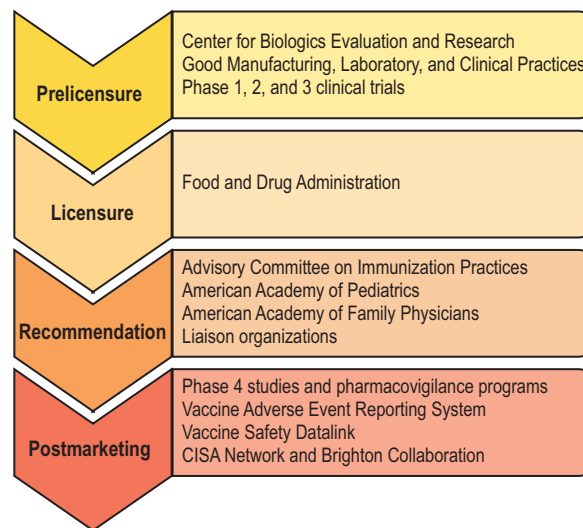 Prelicensure
Center for Biologics Evaluation and Research
Good Manufacturing, Laboratory, and Clinical Practices
Phase 1, 2, and 3 clinical trials
Licensure
Food and Drug Administration
Recommendation
Advisory Committee on Immunization Practices
American Academy of Pediatrics
American Academy of Family Physicians
Liaison organizations
Postmarketing
Phase 4 studies and pharmacovigilance programs
Vaccine Adverse Event Reporting System
Vaccine Safety Datalink
CISA Network and Brighton Collaboration